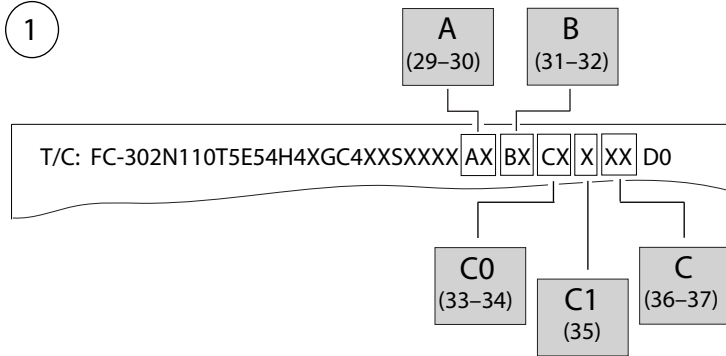 1
A
(29–30)
B
(31–32)
T/C: FC-302N110T5E54H4XGC4XXSXXXX AX BX CX X XX D0
C0
(33–34)
C1
(35)
C
(36–37)